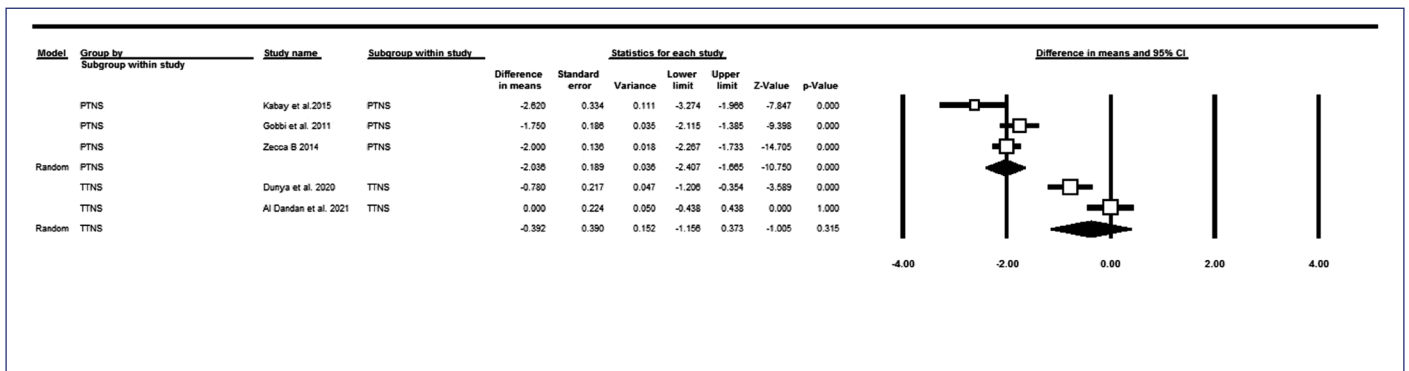 Model Group by Study name Subgroup within study Statistics for each study Difference in means and 95% CI
Subgroup within study
Difference Standard Lower Upper
in means error Variance limit limit Z-Value p-Value
PTNS Kabay et al.2015 PTNS -2.620 0.334 0.111 -3.274 -1.966 -7.847 0.000
PTNS Gobbi et al. 2011 PTNS -1.750 0.186 0.035 -2.115 -1.385 -9.398 0.000
PTNS Zecca B 2014 PTNS -2.000 0.136 0.018 -2.267 -1.733 -14.705 0.000
Random PTNS -2.036 0.189 0.036 -2.407 -1.665 -10.750 0.000
TTNS Dunya et al. 2020 TTNS -0.780 0.217 0.047 -1.206 -0.354 -3.589 0.000
TTNS Al Dandan et al. 2021 TTNS 0.000 0.224 0.050 -0.438 0.438 0.000 1.000
Random TTNS -0.392 0.390 0.152 -1.156 0.373 -1.005 0.315
-4.00 -2.00 0.00 2.00 4.00